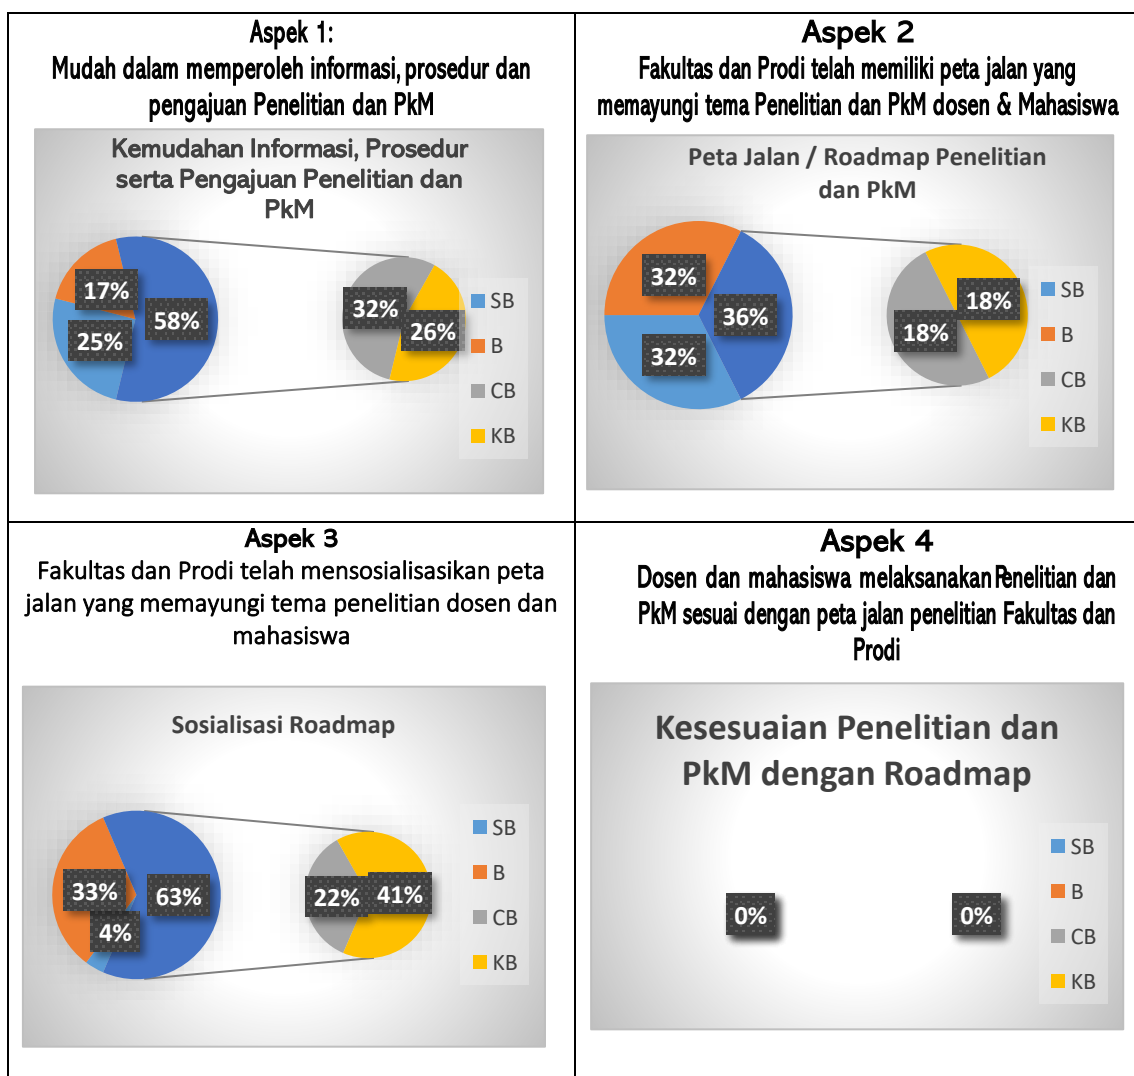 Aspek 1:
Mudah dalam memperoleh informasi, prosedur dan
pengajuan Penelitian dan PkM
Kemudahan Informasi, Prosedur
serta Pengajuan Penelitian dan
PkM
17%
58%
25%
32%
26%
SB
B
CB
KB
Aspek 2
Fakultas dan Prodi telah memiliki peta jalan yang
memayungi tema Penelitian dan PKM dosen & Mahasiswa
Peta Jalan / Roadmap Penelitian
dan PkM
32%
36%
32%
18%
18%
SB
B
CB
KB
Aspek 3
Fakultas dan Prodi telah mensosialisasikan peta
jalan yang memayungi tema penelitian dosen dan
mahasiswa
Sosialisasi Roadmap
33%
63%
4%
22%
41%
SB
B
CB
KB
Aspek 4
Dosen dan mahasiswa melaksanakan Penelitian dan
PKM sesuai dengan peta jalan penelitian Fakultas dan
Prodi
Kesesuaian Penelitian dan
PkM dengan Roadmap
0%
0%
SB
B
CB
KB